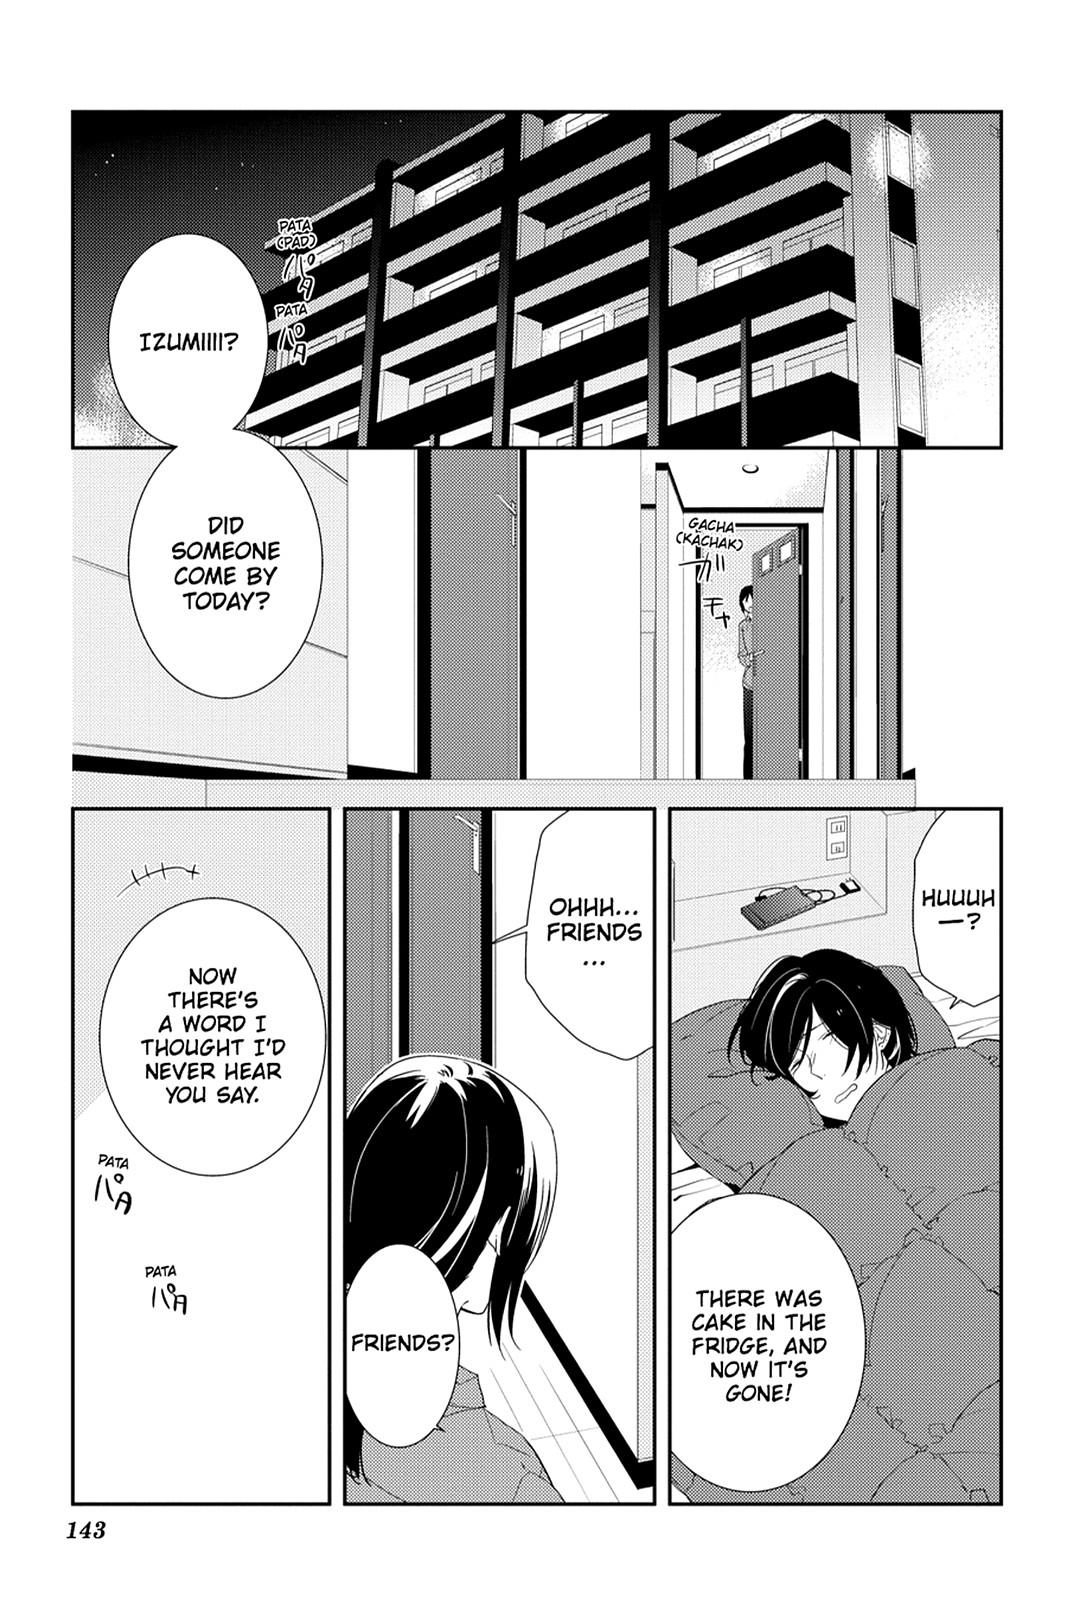 PATA
(PAD)
パタ
PATA
パタ
IZUMIIII?
DID
SOMEONE
COME BY
TODAY?
GACHA
(KACHAK)
ガチャ
HUUUH
—?
THERE WAS
CAKE IN THE
FRIDGE, AND
NOW IT'S
GONE!
OHHH...
FRIENDS
...
FRIENDS?
NOW
THERE'S
A WORD I
THOUGHT I'D
NEVER HEAR
YOU SAY.
PATA
パタ
PATA
パタ
143